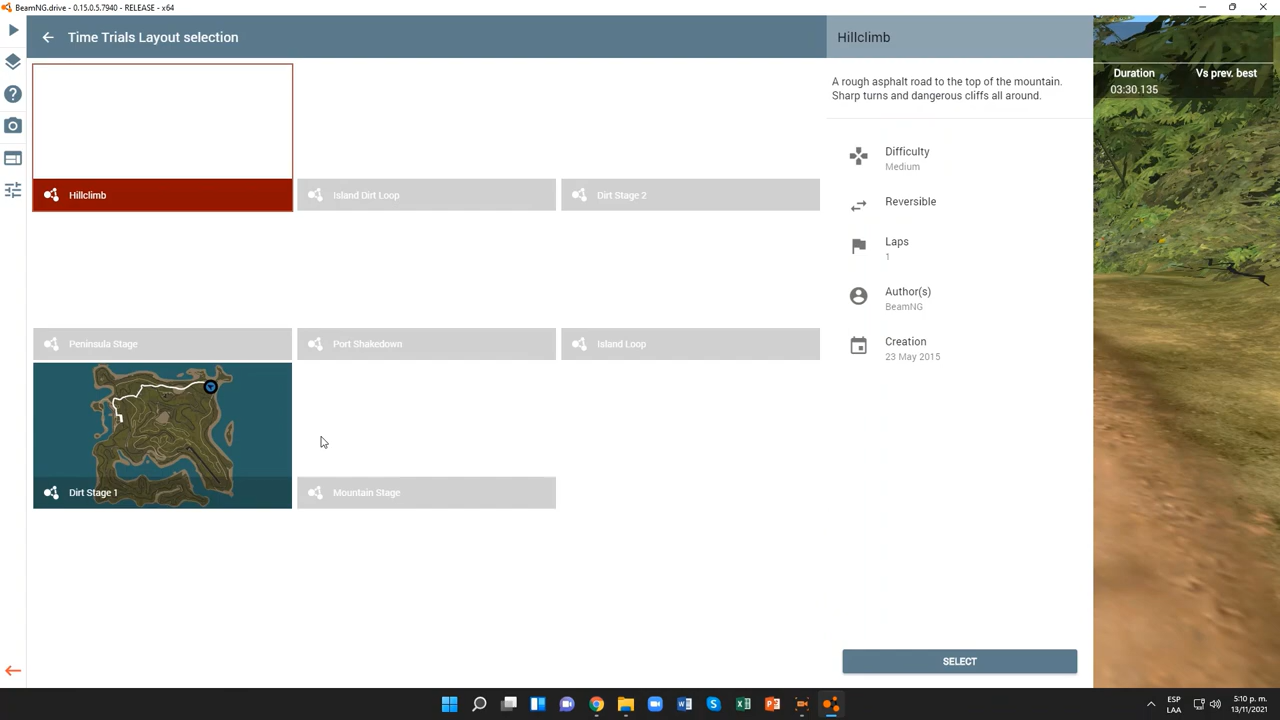 BeamNG.drive - 0.15.0.5.7940 - RELEASE - x64
Time Trials Layout selection
Hillclimb
A rough asphalt road to the top of the mountain.
Sharp turns and dangerous cliffs all around.
Duration
Vs prev. best
03:30.135
Difficulty
Medium
Hillclimb
Island Dirt Loop
Dirt Stage 2
Reversible
Laps
1
Author(s)
BeamNG
Peninsula Stage
Port Shakedown
Island Loop
Creation
23 May 2015
Dirt Stage 1
Mountain Stage
SELECT
ESP
LAA
5:10 p. m.
13/11/2021